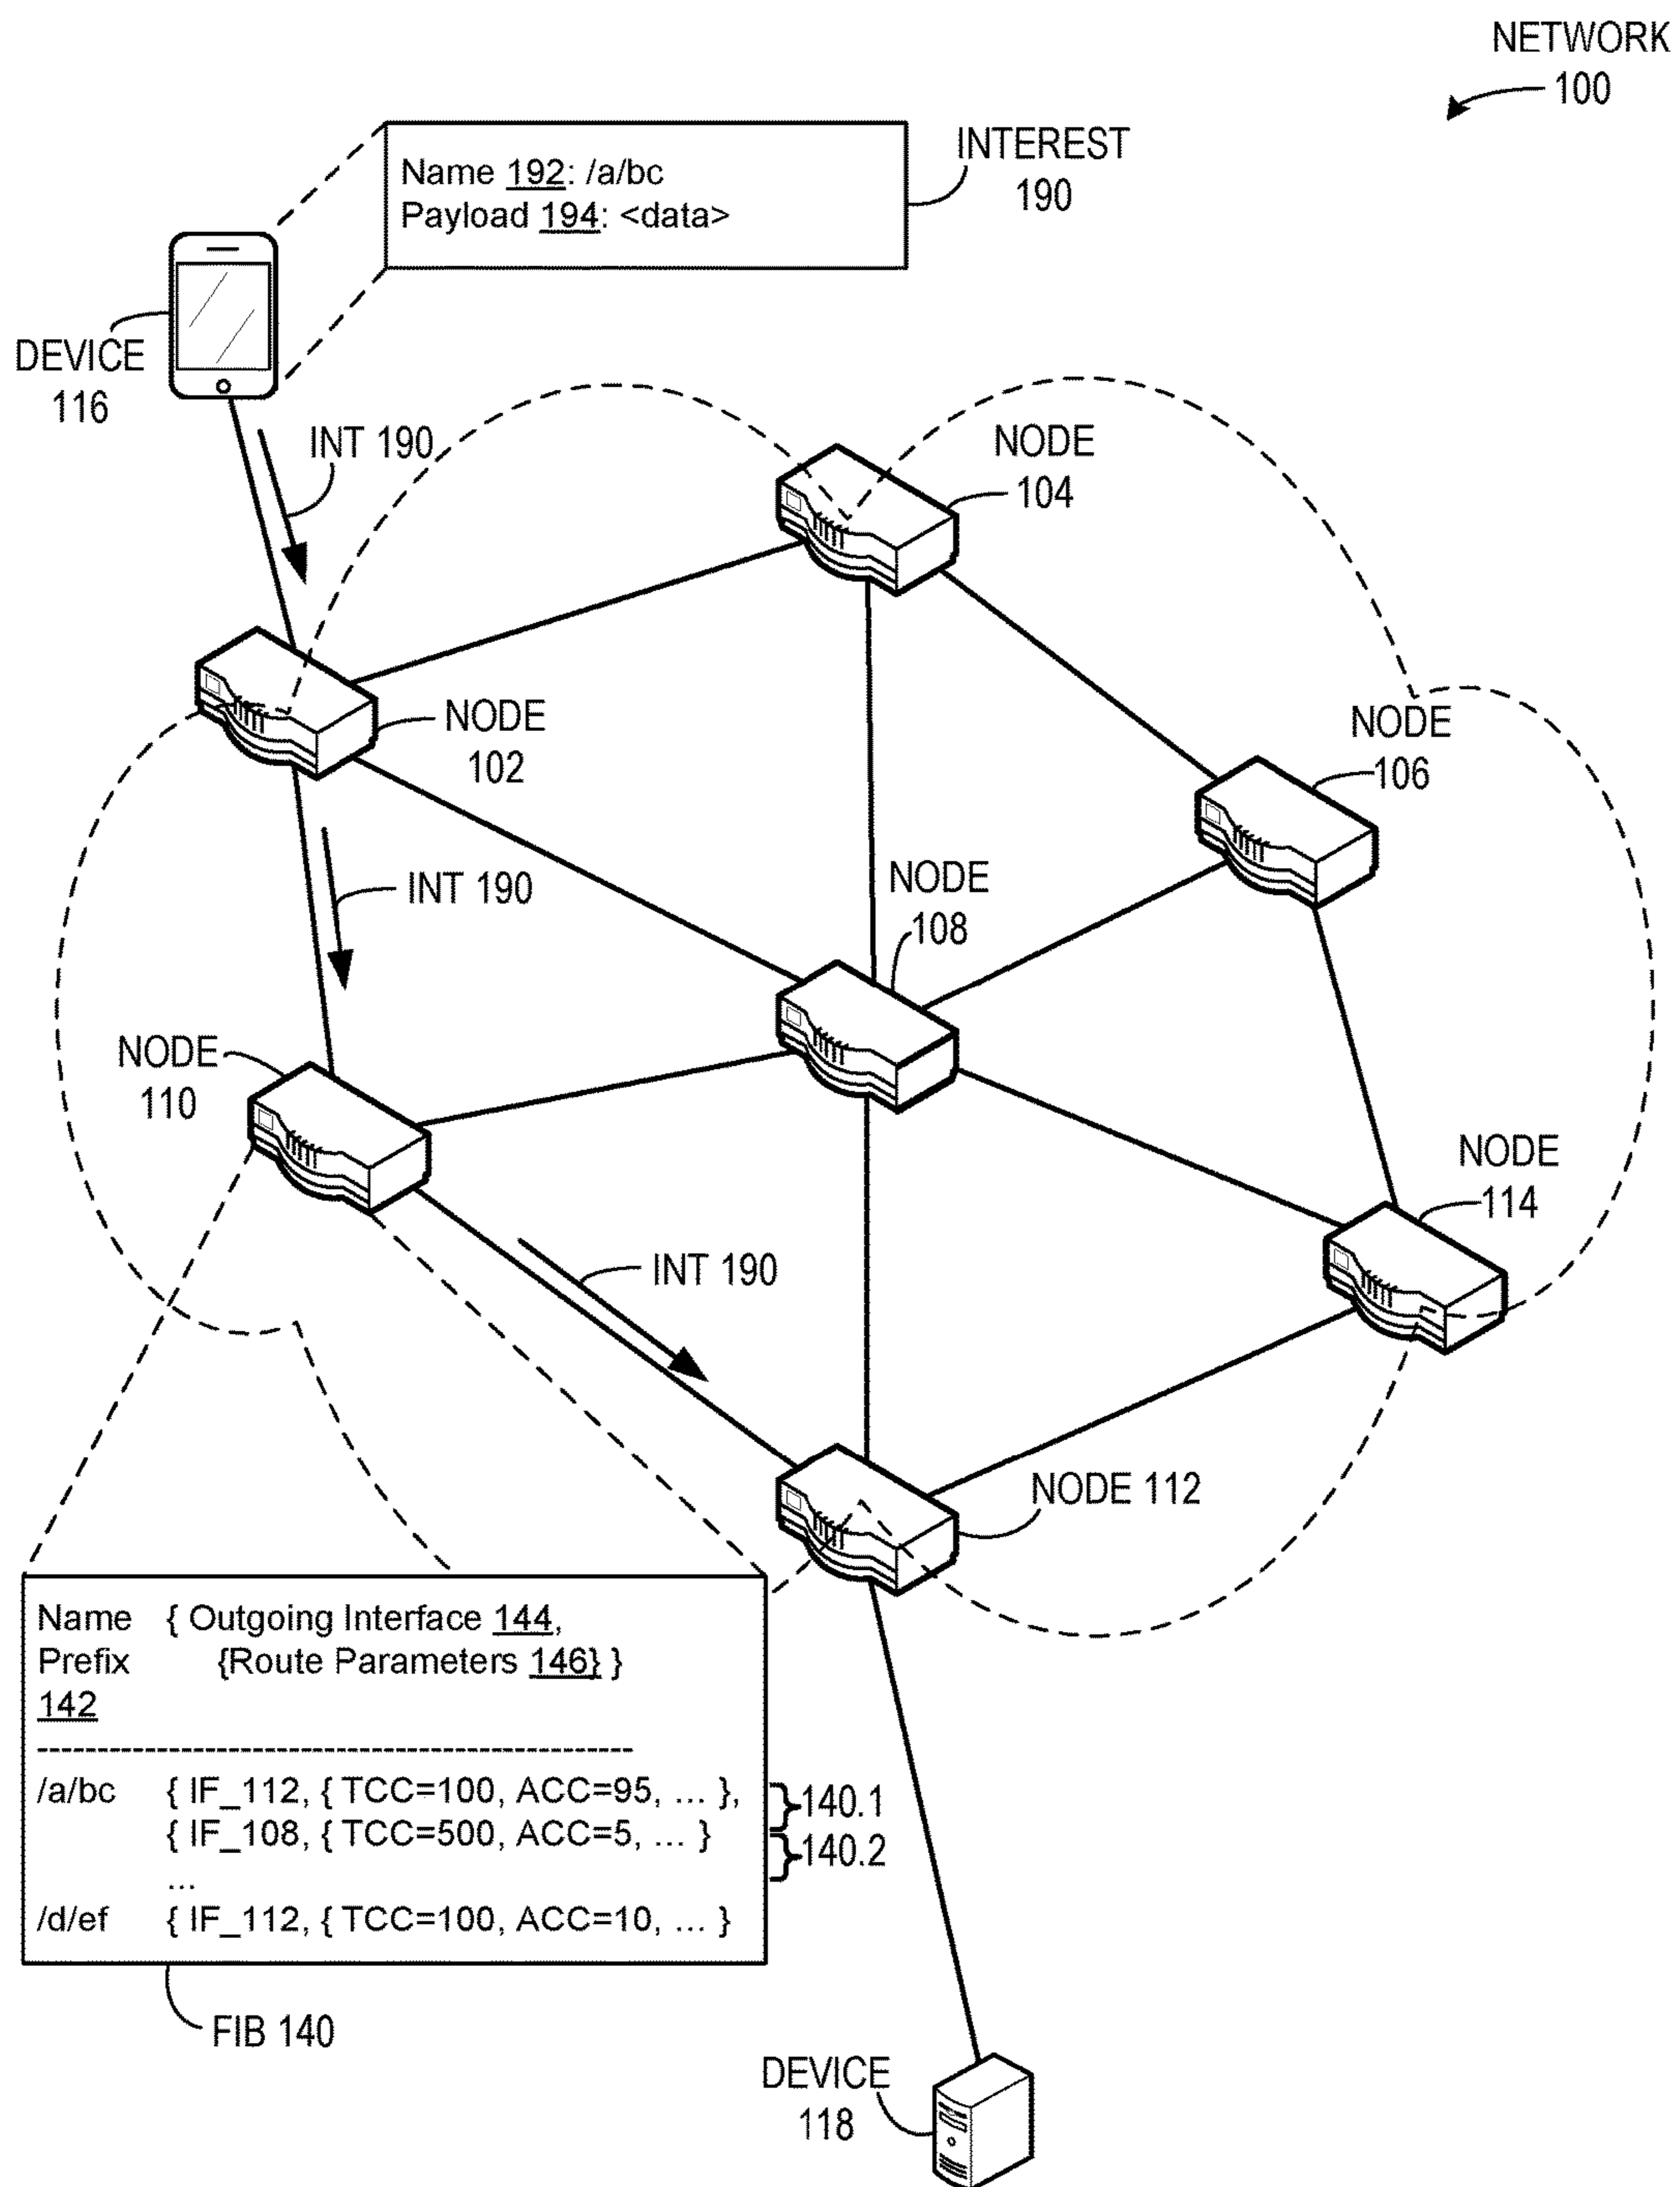 NETWORK
100
Name 192: /a/bc
Payload 194: <data>
INTEREST
190
DEVICE
116
INT 190
NODE
104
NODE
102
NODE
106
INT 190
NODE
108
NODE
110
NODE
114
INT 190
NODE 112
Name { Outgoing Interface 144,
Prefix {Route Parameters 146} }
142
--------------------------------------------------
/a/bc { IF_112, { TCC=100, ACC=95, ... },
{ IF_108, { TCC=500, ACC=5, ... }
...
/d/ef { IF_112, { TCC=100, ACC=10, ... }
140.1
140.2
FIB 140
DEVICE
118